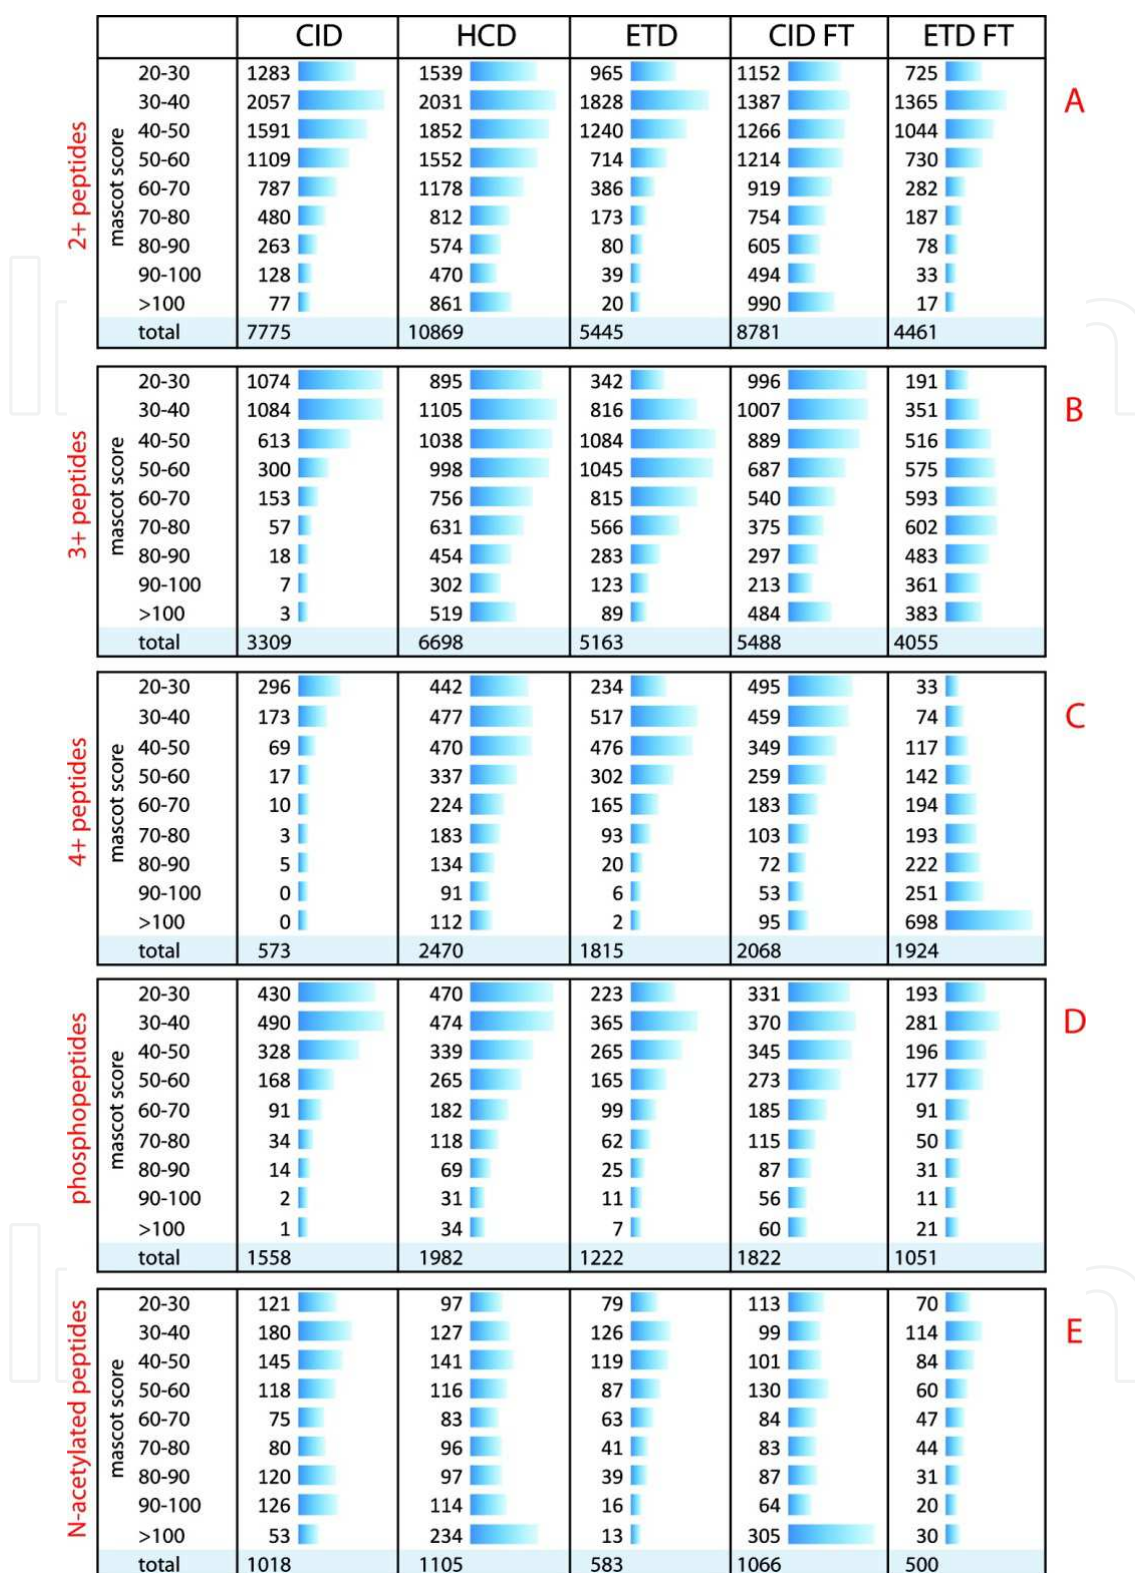 CID HCD ETD CID FT ETD FT
A
2+ peptides
mascot score
20-30 1283 1539 965 1152 725
30-40 2057 2031 1828 1387 1365
40-50 1591 1852 1240 1266 1044
50-60 1109 1552 714 1214 730
60-70 787 1178 386 919 282
70-80 480 812 173 754 187
80-90 263 574 80 605 78
90-100 128 470 39 494 33
>100 77 861 20 990 17
total 7775 10869 5445 8781 4461
B
3+ peptides
mascot score
20-30 1074 895 342 996 191
30-40 1084 1105 816 1007 351
40-50 613 1038 1084 889 516
50-60 300 998 1045 687 575
60-70 153 756 815 540 593
70-80 57 631 566 375 602
80-90 18 454 283 297 483
90-100 7 302 123 213 361
>100 3 519 89 484 383
total 3309 6698 5163 5488 4055
C
4+ peptides
mascot score
20-30 296 442 234 495 33
30-40 173 477 517 459 74
40-50 69 470 476 349 117
50-60 17 337 302 259 142
60-70 10 224 165 183 194
70-80 3 183 93 103 193
80-90 5 134 20 72 222
90-100 0 91 6 53 251
>100 0 112 2 95 698
total 573 2470 1815 2068 1924
D
phosphopeptides
mascot score
20-30 430 470 223 331 193
30-40 490 474 365 370 281
40-50 328 339 265 345 196
50-60 168 265 165 273 177
60-70 91 182 99 185 91
70-80 34 118 62 115 50
80-90 14 69 25 87 31
90-100 2 31 11 56 11
>100 1 34 7 60 21
total 1558 1982 1222 1822 1051
E
N-acetylated peptides
mascot score
20-30 121 97 79 113 70
30-40 180 127 126 99 114
40-50 145 141 119 101 84
50-60 118 116 87 130 60
60-70 75 83 63 84 47
70-80 80 96 41 83 44
80-90 120 97 39 87 31
90-100 126 114 16 64 20
>100 53 234 13 305 30
total 1018 1105 583 1066 500